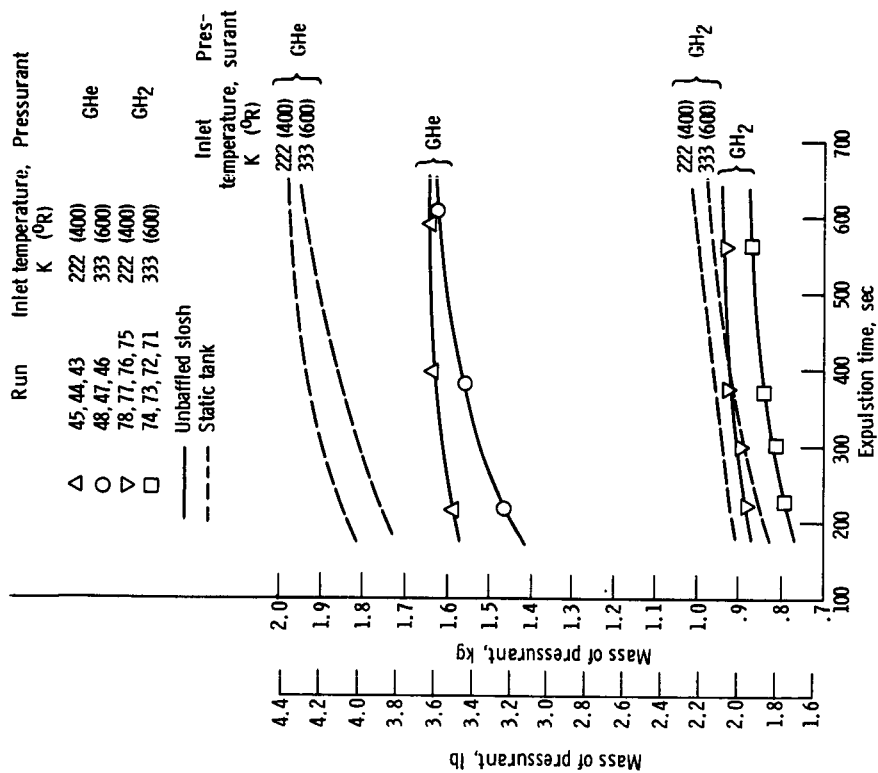 Run Inlet temperature, Pressurant
K (ºR)
△ 45, 44, 43 222 (400) GHe
○ 48, 47, 46 333 (600)
▽ 78, 77, 76, 75 222 (400) GH2
□ 74, 73, 72, 71 333 (600)
Unbaffled slosh
Static tank
Inlet Pres-
temperature, surant
K (ºR)
222 (400) } GHe
333 (600)
} GHe
222 (400) } GH2
333 (600)
} GH2
4.4
4.2
4.0
3.8
3.6
3.4
3.2
3.0
2.8
2.6
2.4
2.2
2.0
1.8
1.6
Mass of pressurant, lb
2.0
1.9
1.8
1.7
1.6
1.5
1.4
1.3
1.2
1.1
1.0
.9
.8
.7
Mass of pressurant, kg
100 200 300 400 500 600 700
Expulstion time, sec